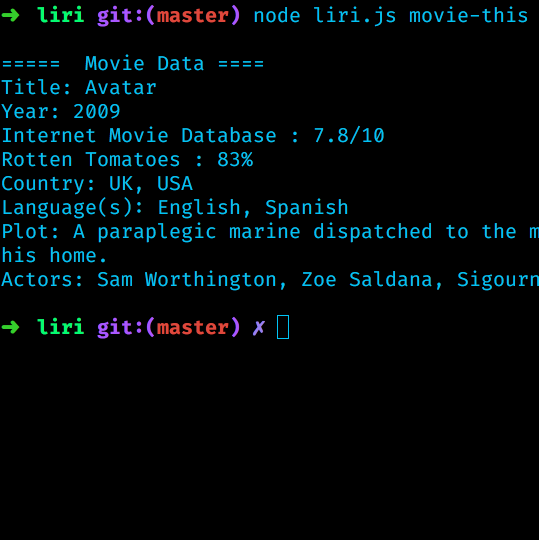 ➜ liri git:(master) node liri.js movie-this
===== Movie Data ====
Title: Avatar
Year: 2009
Internet Movie Database : 7.8/10
Rotten Tomatoes : 83%
Country: UK, USA
Language(s): English, Spanish
Plot: A paraplegic marine dispatched to the m
his home.
Actors: Sam Worthington, Zoe Saldana, Sigourn
➜ liri git:(master) ✗